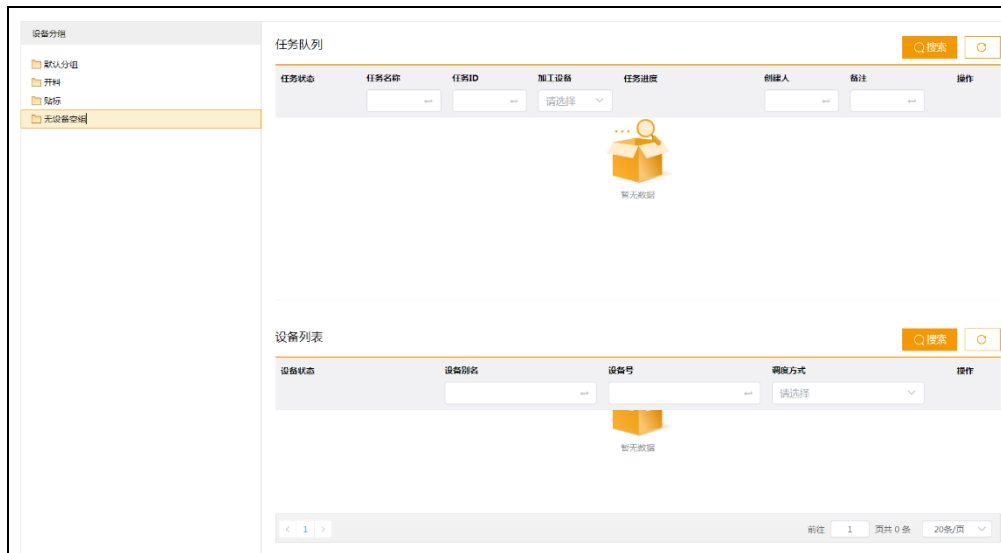 设备分组
默认分组
开料
贴标
无设备空组
任务队列
搜索
任务状态 任务名称 任务ID 加工设备 任务进度 创建人 备注 操作
请选择
暂无数据
设备列表
搜索
设备状态 设备别名 设备号 调度方式 操作
请选择
暂无数据
< 1 > 前往 1 页共 0 条 20条/页